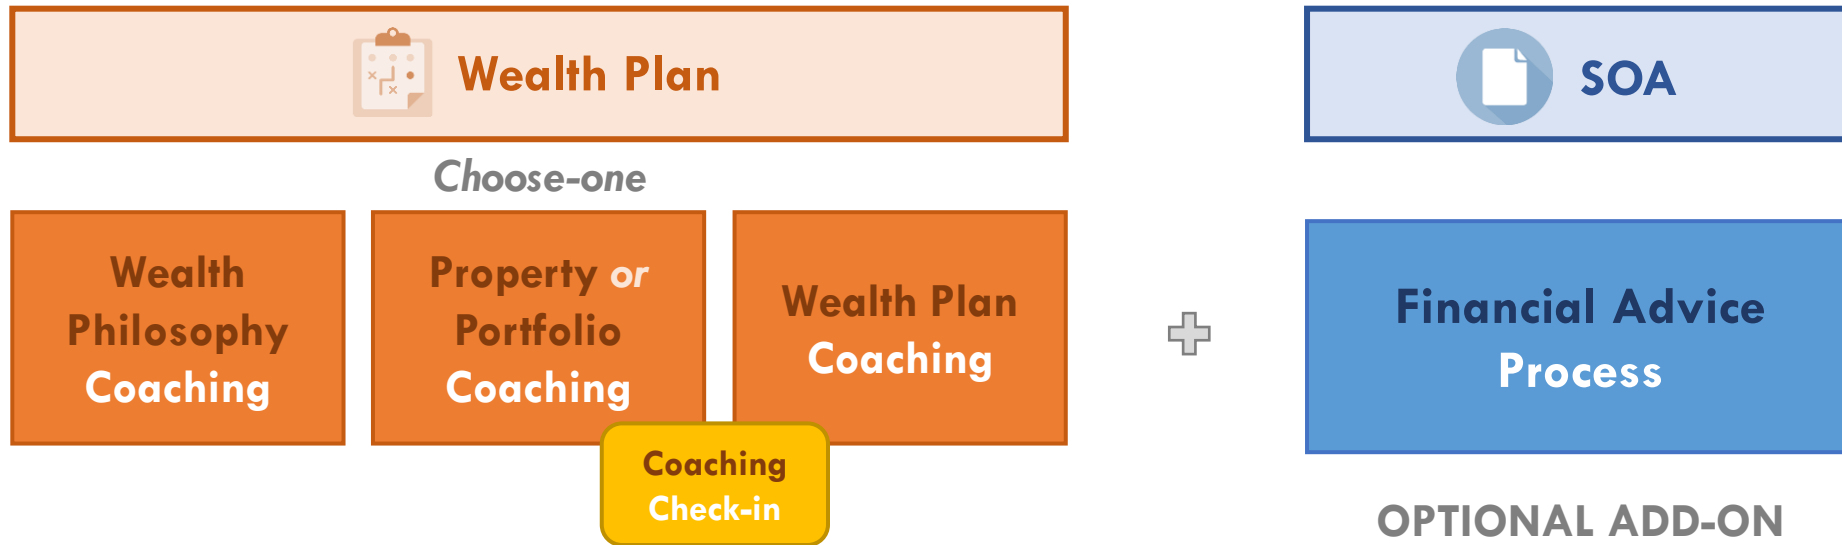 Wealth Plan
SOA
Choose-one
Wealth
Philosophy
Coaching
Property or
Portfolio
Coaching
Wealth Plan
Coaching
Coaching
Check-in
Financial Advice
Process
OPTIONAL ADD-ON